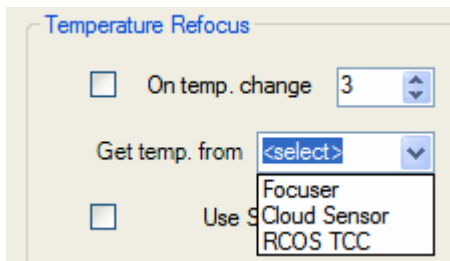 Temperature Refocus
On temp. change 3
Get temp. from <select>
Focuser
Use S Cloud Sensor
RCOS TCC